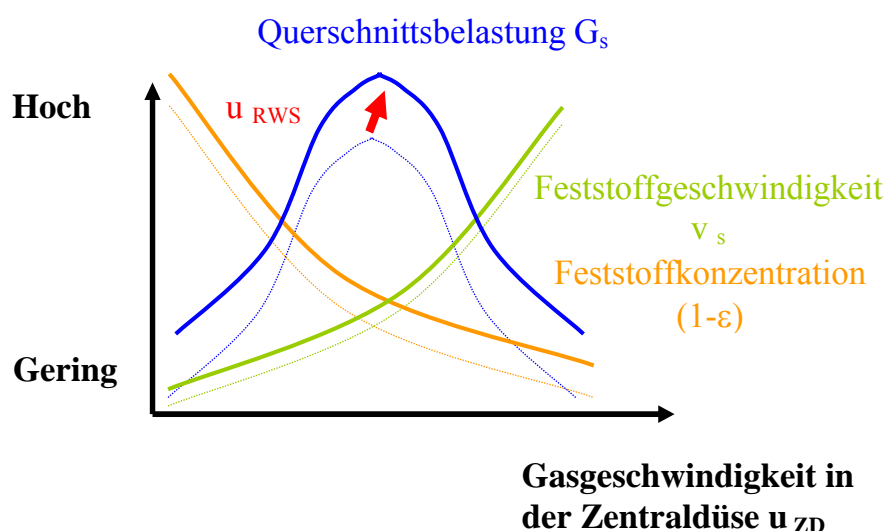 Querschnittsbelastung Gₛ
Hoch
u RWS
Feststoffgeschwindigkeit
v s
Feststoffkonzentration
(1-ε)
Gering
Gasgeschwindigkeit in
der Zentraldüse u ZD